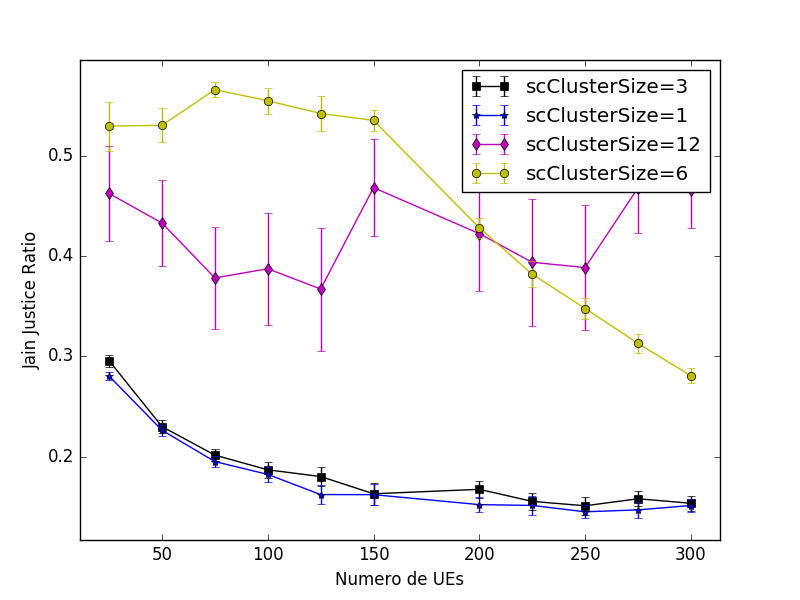 scClusterSize=3
scClusterSize=1
scClusterSize=12
scClusterSize=6
0.5
0.4
0.3
0.2
Jain Justice Ratio
50 100 150 200 250 300
Numero de UEs